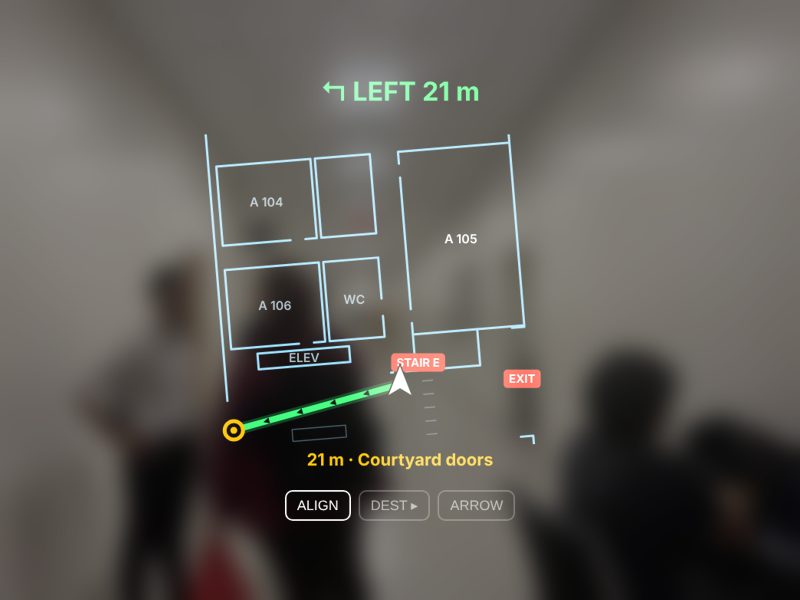 LEFT 21 m
A 104
A 105
A 106
WC
ELEV
STAIR E
EXIT
21 m · Courtyard doors
ALIGN
DEST ▸
ARROW